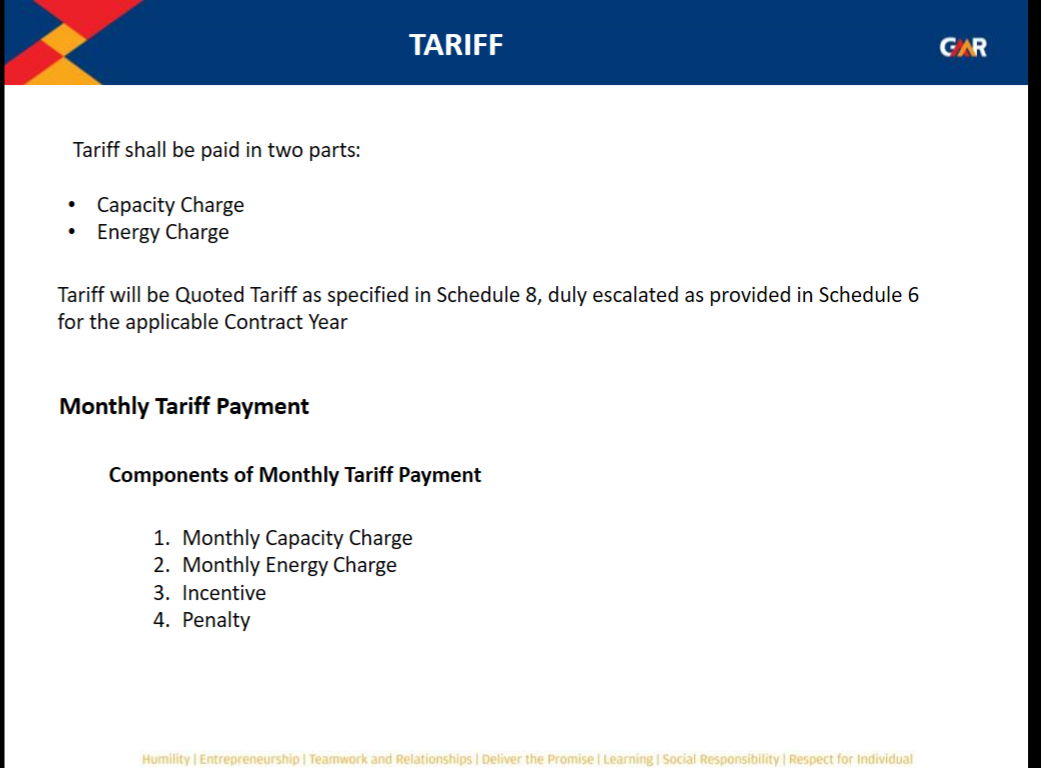 TARIFF
GMR
Tariff shall be paid in two parts:
• Capacity Charge
• Energy Charge
Tariff will be Quoted Tariff as specified in Schedule 8, duly escalated as provided in Schedule 6
for the applicable Contract Year
Monthly Tariff Payment
Components of Monthly Tariff Payment
1. Monthly Capacity Charge
2. Monthly Energy Charge
3. Incentive
4. Penalty
Humility | Entrepreneurship | Teamwork and Relationships | Deliver the Promise | Learning | Social Responsibility | Respect for Individual